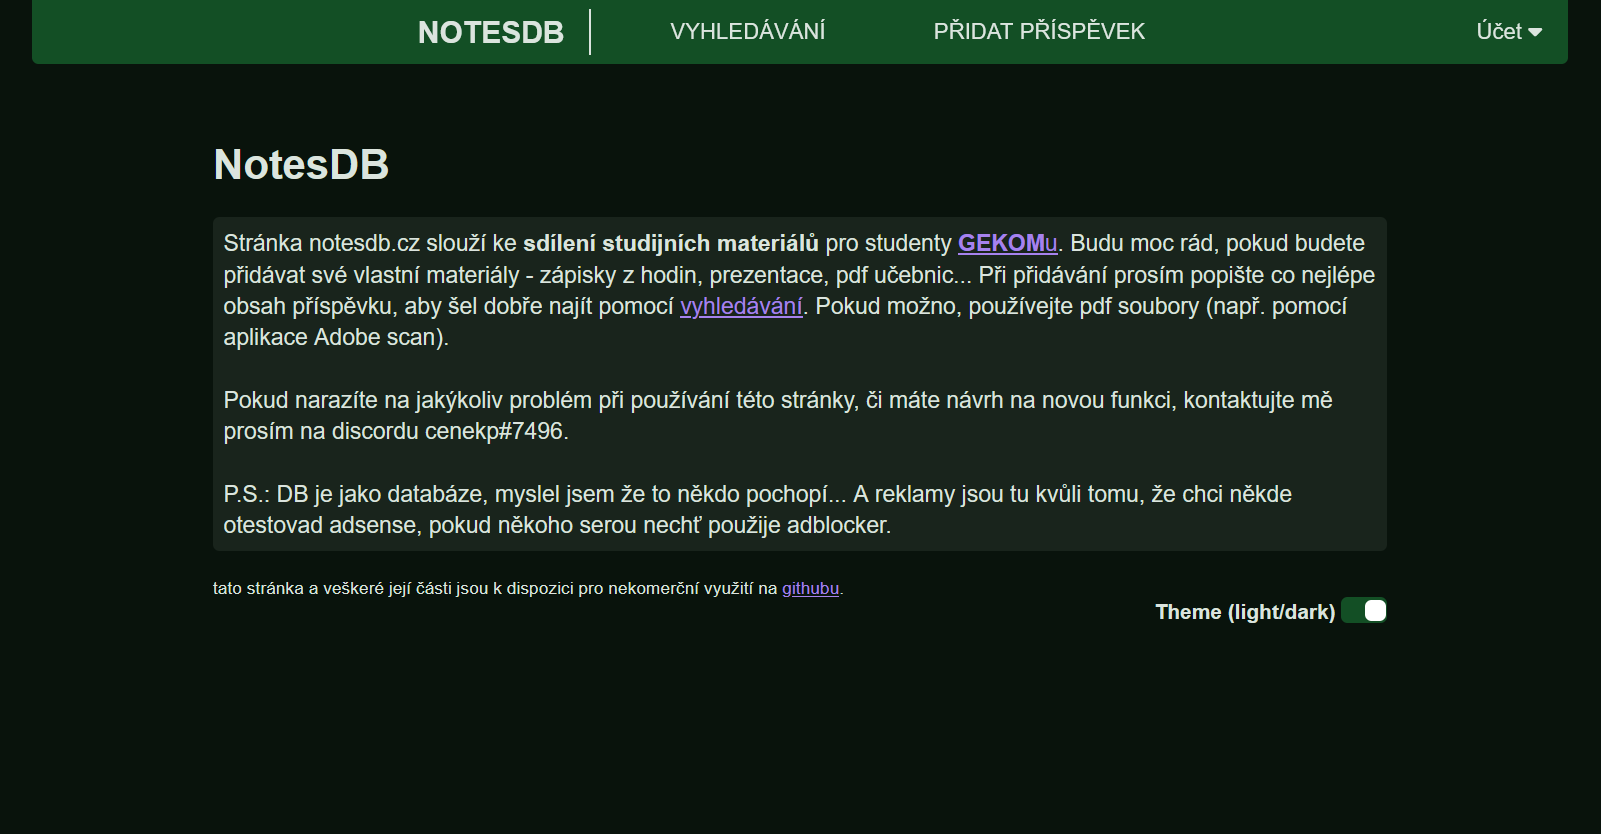 NOTESDB
VYHLEDÁVÁNÍ
PŘIDAT PŘÍSPĚVEK
Účet
NotesDB
Stránka notesdb.cz slouží ke sdílení studijních materiálů pro studenty GEKOMu. Budu moc rád, pokud budete
přidávat své vlastní materiály - zápisky z hodin, prezentace, pdf učebnic... Při přidávání prosím popište co nejlépe
obsah příspěvku, aby šel dobře najít pomocí vyhledávání. Pokud možno, používejte pdf soubory (např. pomocí
aplikace Adobe scan).
Pokud narazíte na jakýkoliv problém při používání této stránky, či máte návrh na novou funkci, kontaktujte mě
prosím na discordu cenekp#7496.
P.S.: DB je jako databáze, myslel jsem že to někdo pochopí... A reklamy jsou tu kvůli tomu, že chci někde
otestovad adsense, pokud někoho serou nechť použije adblocker.
tato stránka a veškeré její části jsou k dispozici pro nekomerční využití na githubu.
Theme (light/dark)